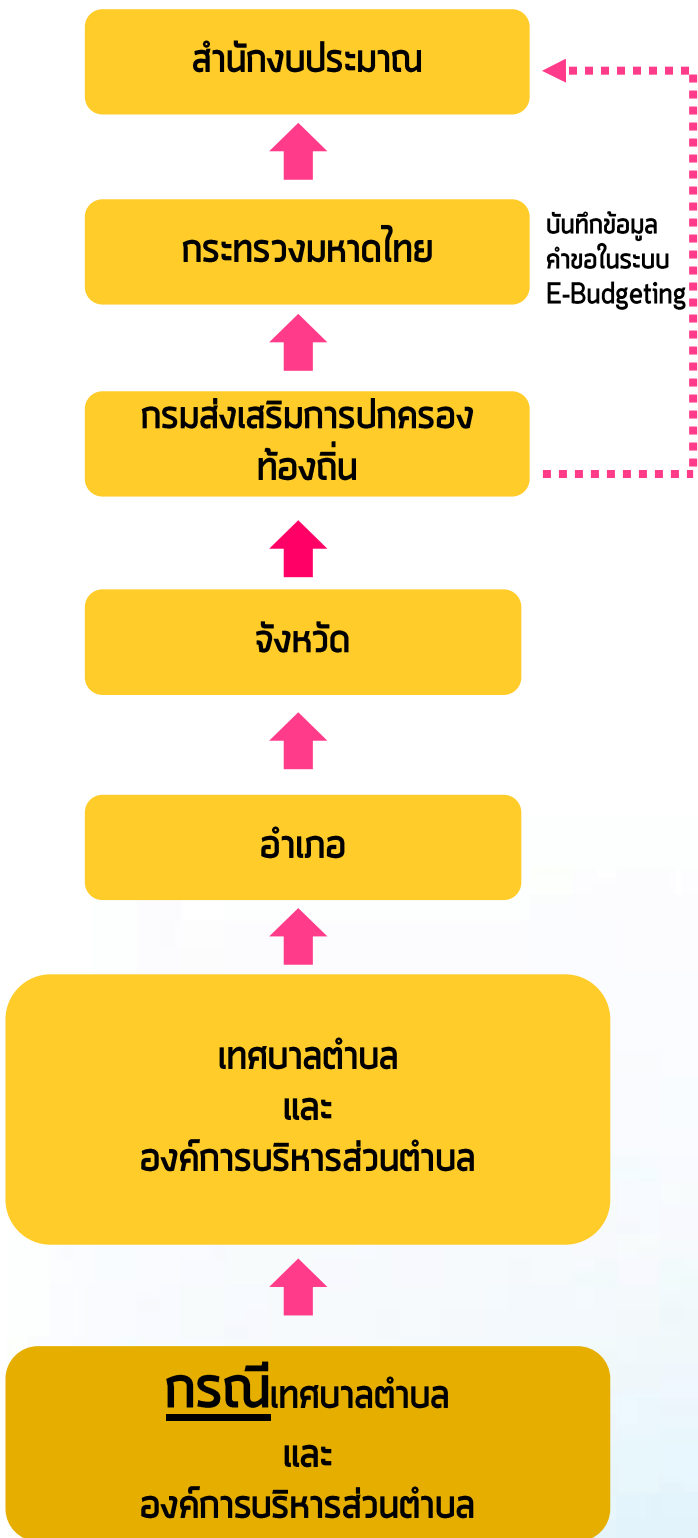 สำนักงบประมาณ
กระทรวงมหาดไทย
บันทึกข้อมูล
คำขอในระบบ
E-Budgeting
กรมส่งเสริมการปกครอง
ท้องถิ่น
จังหวัด
อำเภอ
เทศบาลตำบล
และ
องค์การบริหารส่วนตำบล
กรณีเทศบาลตำบล
และ
องค์การบริหารส่วนตำบล